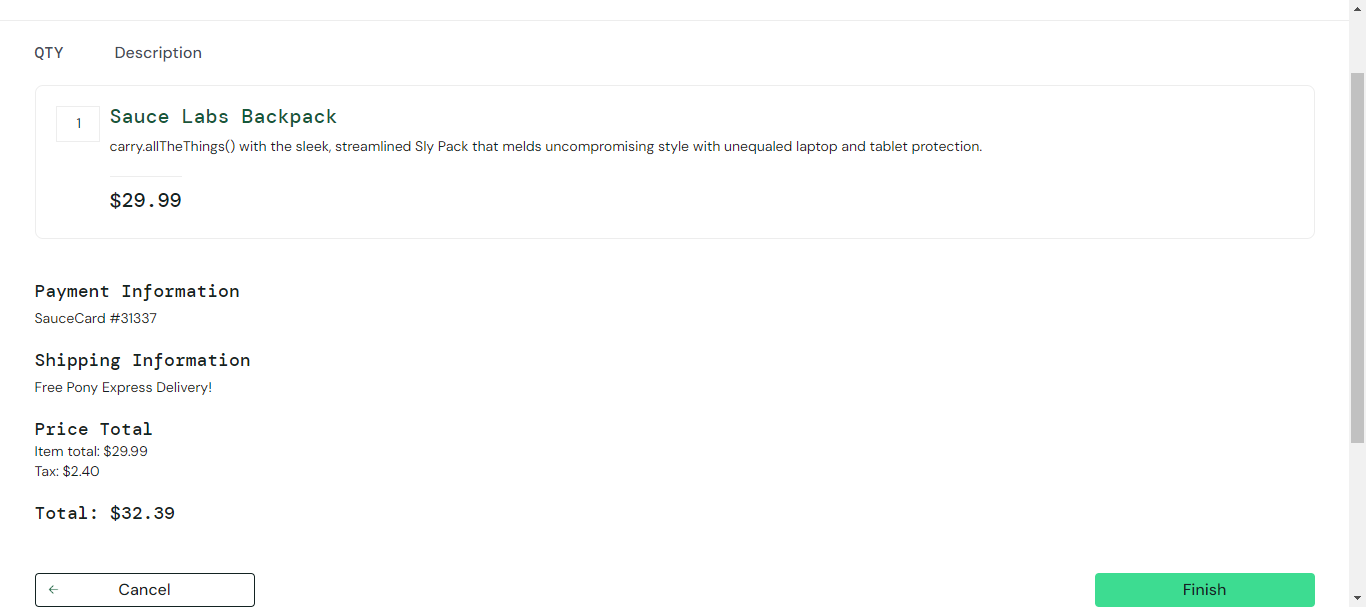 QTY Description
1 Sauce Labs Backpack
carry.allTheThings() with the sleek, streamlined Sly Pack that melds uncompromising style with unequaled laptop and tablet protection.
$29.99
Payment Information
SauceCard #31337
Shipping Information
Free Pony Express Delivery!
Price Total
Item total: $29.99
Tax: $2.40
Total: $32.39
Cancel Finish